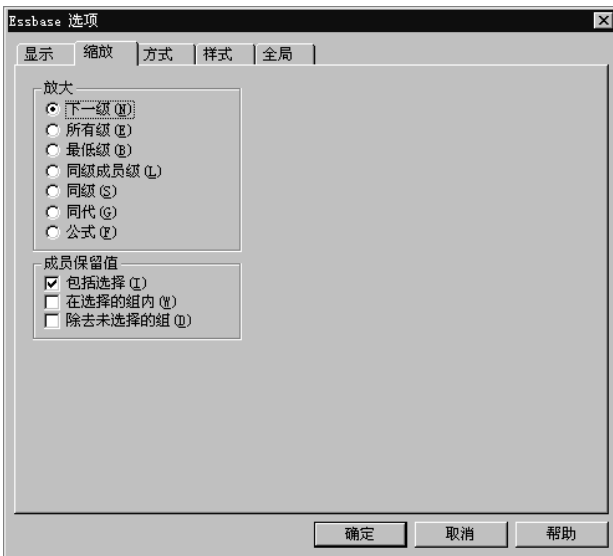 Essbase 选项
显示 缩放 方式 样式 全局
放大
下一级(N)
所有级(E)
最低级(B)
同级成员级(L)
同级(S)
同代(G)
公式(F)
成员保留值
包括选择(I)
在选择的组内(W)
除去未选择的组(D)
确定 取消 帮助